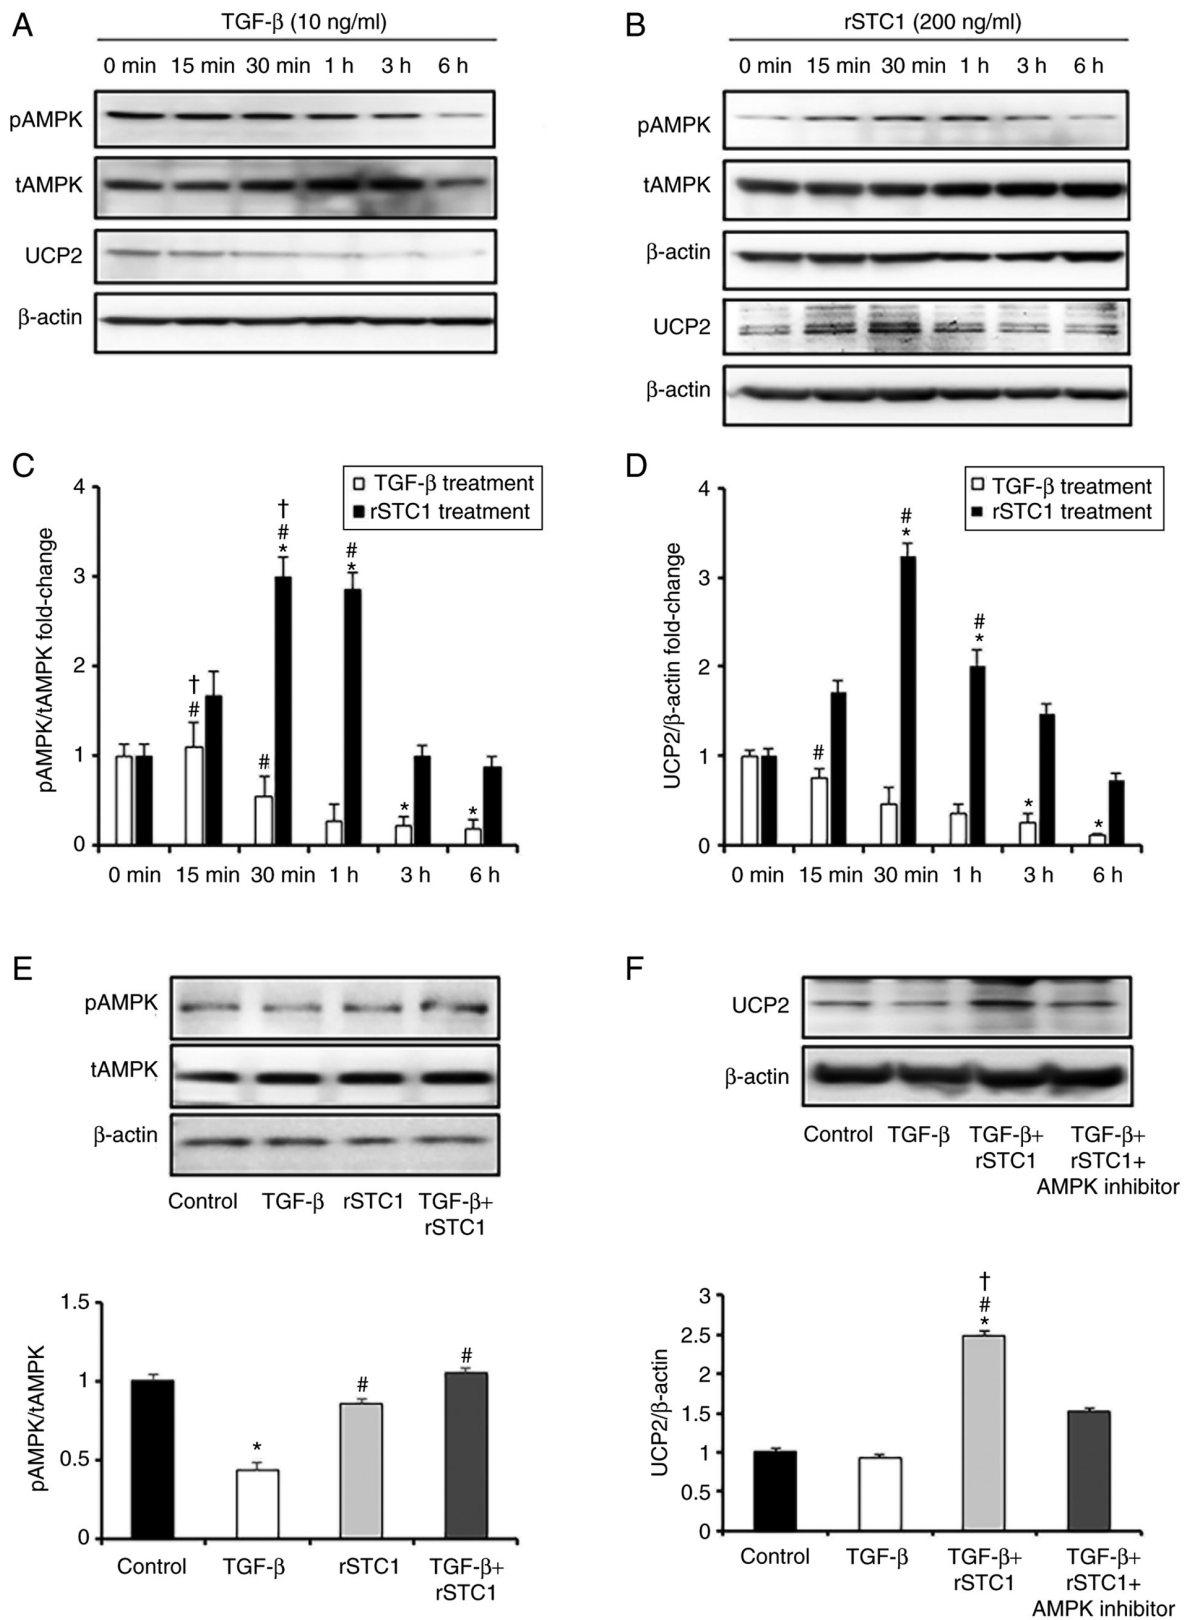 A
TGF-β (10 ng/ml)
0 min 15 min 30 min 1 h 3 h 6 h
pAMPK
tAMPK
UCP2
β-actin
B
rSTC1 (200 ng/ml)
0 min 15 min 30 min 1 h 3 h 6 h
pAMPK
tAMPK
β-actin
UCP2
β-actin
C
TGF-β treatment
rSTC1 treatment
pAMPK/tAMPK fold-change
4
3
2
1
0
†
#
#
†
#
*
#
*
*
*
0 min 15 min 30 min 1 h 3 h 6 h
D
TGF-β treatment
rSTC1 treatment
UCP2/β-actin fold-change
4
3
2
1
0
#
#
*
#
*
*
*
0 min 15 min 30 min 1 h 3 h 6 h
E
pAMPK
tAMPK
β-actin
Control TGF-β rSTC1 TGF-β+
rSTC1
pAMPK/tAMPK
1.5
1
0.5
0
*
#
#
Control TGF-β rSTC1 TGF-β+
rSTC1
F
UCP2
β-actin
Control TGF-β TGF-β+ TGF-β+
rSTC1 rSTC1+
AMPK inhibitor
UCP2/β-actin
3
2.5
2
1.5
1
0.5
0
†
#
*
Control TGF-β TGF-β+ TGF-β+
rSTC1 rSTC1+
AMPK inhibitor